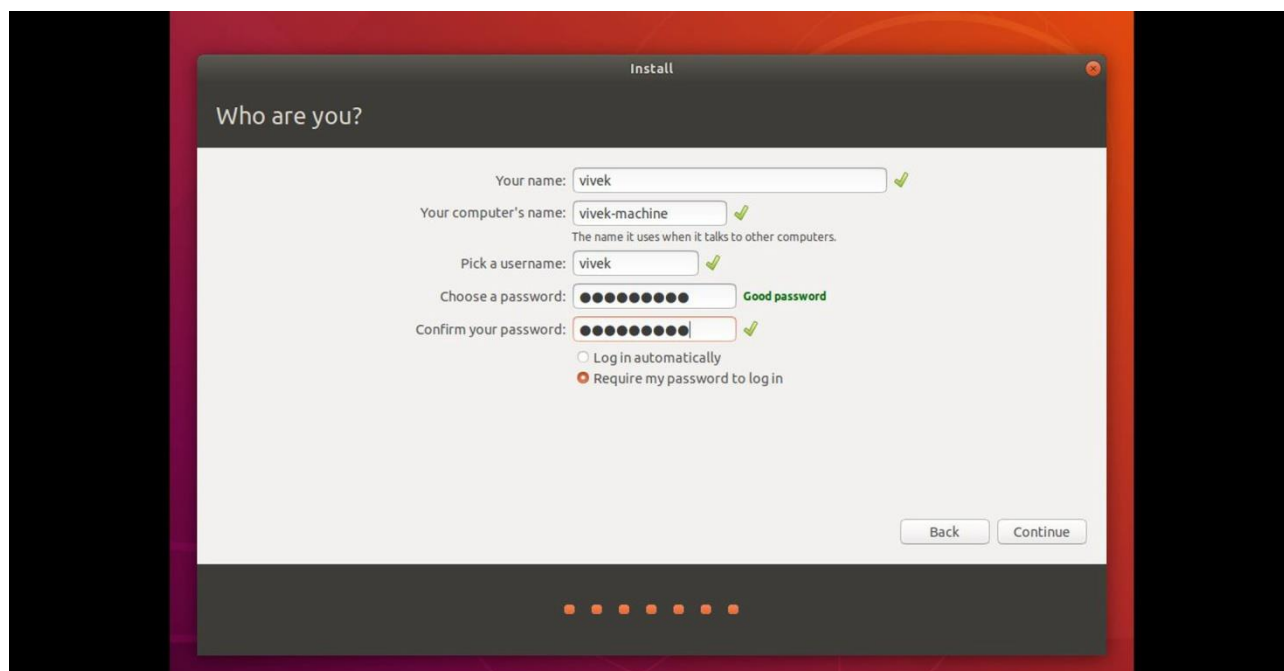 Install
Who are you?
Your name: vivek
Your computer's name: vivek-machine
The name it uses when it talks to other computers.
Pick a username: vivek
Choose a password: ●●●●●●●●● Good password
Confirm your password: ●●●●●●●●●
Log in automatically
Require my password to log in
Back Continue